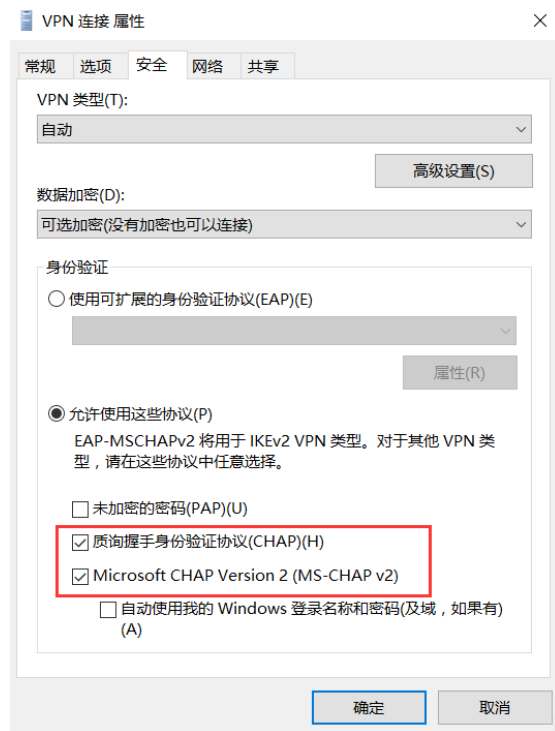 VPN 连接 属性
常规 选项 安全 网络 共享
VPN 类型(T):
自动
高级设置(S)
数据加密(D):
可选加密(没有加密也可以连接)
身份验证
使用可扩展的身份验证协议(EAP)(E)
属性(R)
允许使用这些协议(P)
EAP-MSCHAPv2 将用于 IKEv2 VPN 类型。对于其他 VPN 类
型，请在这些协议中任意选择。
未加密的密码(PAP)(U)
质询握手身份验证协议(CHAP)(H)
Microsoft CHAP Version 2 (MS-CHAP v2)
自动使用我的 Windows 登录名称和密码(及域，如果有)
(A)
确定 取消